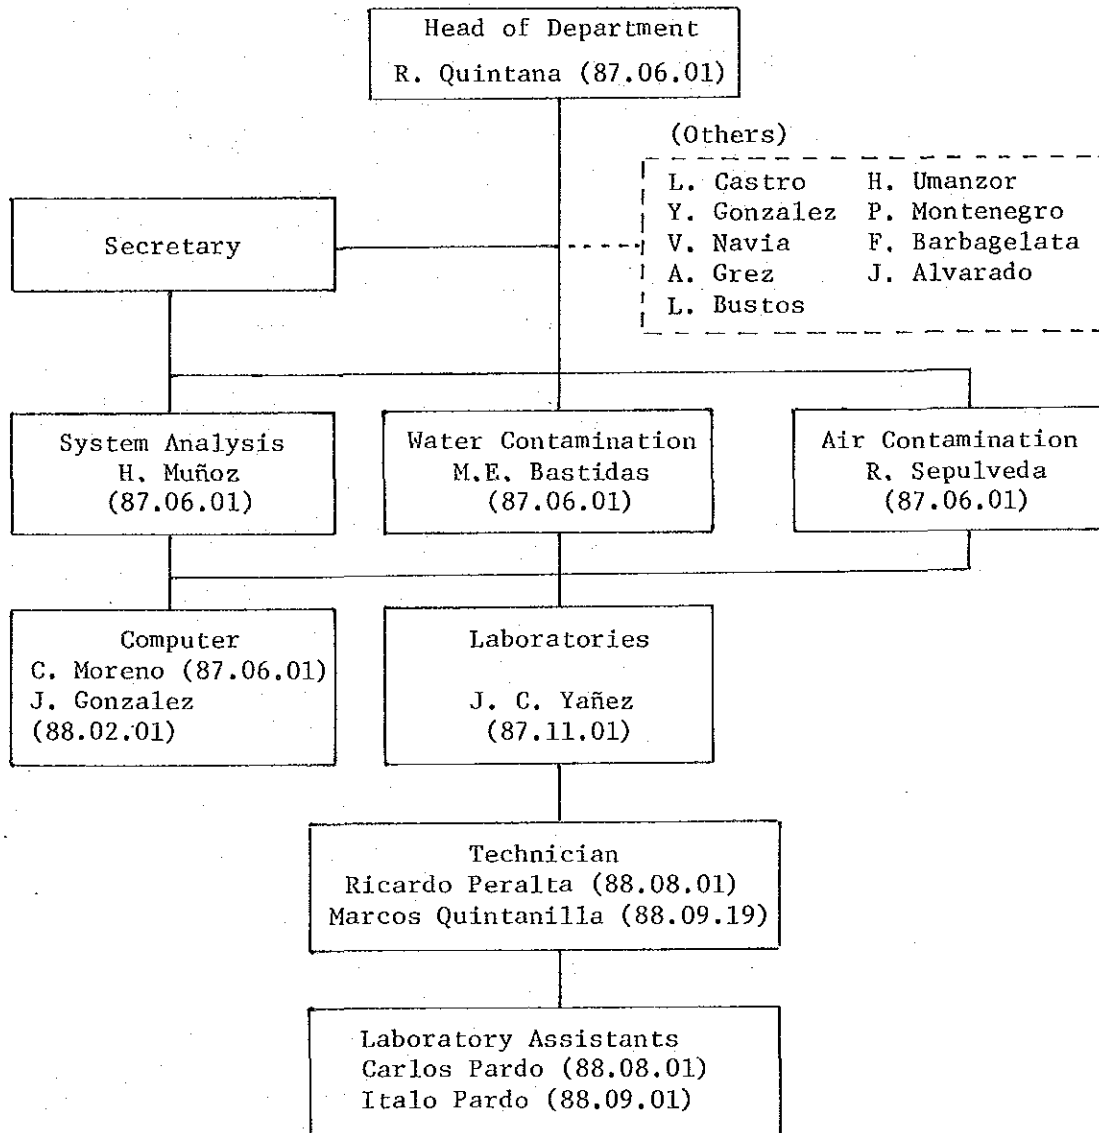 Head of Department
R. Quintana (87.06.01)
(Others)
L. Castro H. Umanzor
Y. Gonzalez P. Montenegro
V. Navia F. Barbagelata
A. Grez J. Alvarado
L. Bustos
Secretary
System Analysis
H. Muñoz
(87.06.01)
Water Contamination
M.E. Bastidas
(87.06.01)
Air Contamination
R. Sepulveda
(87.06.01)
Computer
C. Moreno (87.06.01)
J. Gonzalez
(88.02.01)
Laboratories
J. C. Yañez
(87.11.01)
Technician
Ricardo Peralta (88.08.01)
Marcos Quintanilla (88.09.19)
Laboratory Assistants
Carlos Pardo (88.08.01)
Italo Pardo (88.09.01)